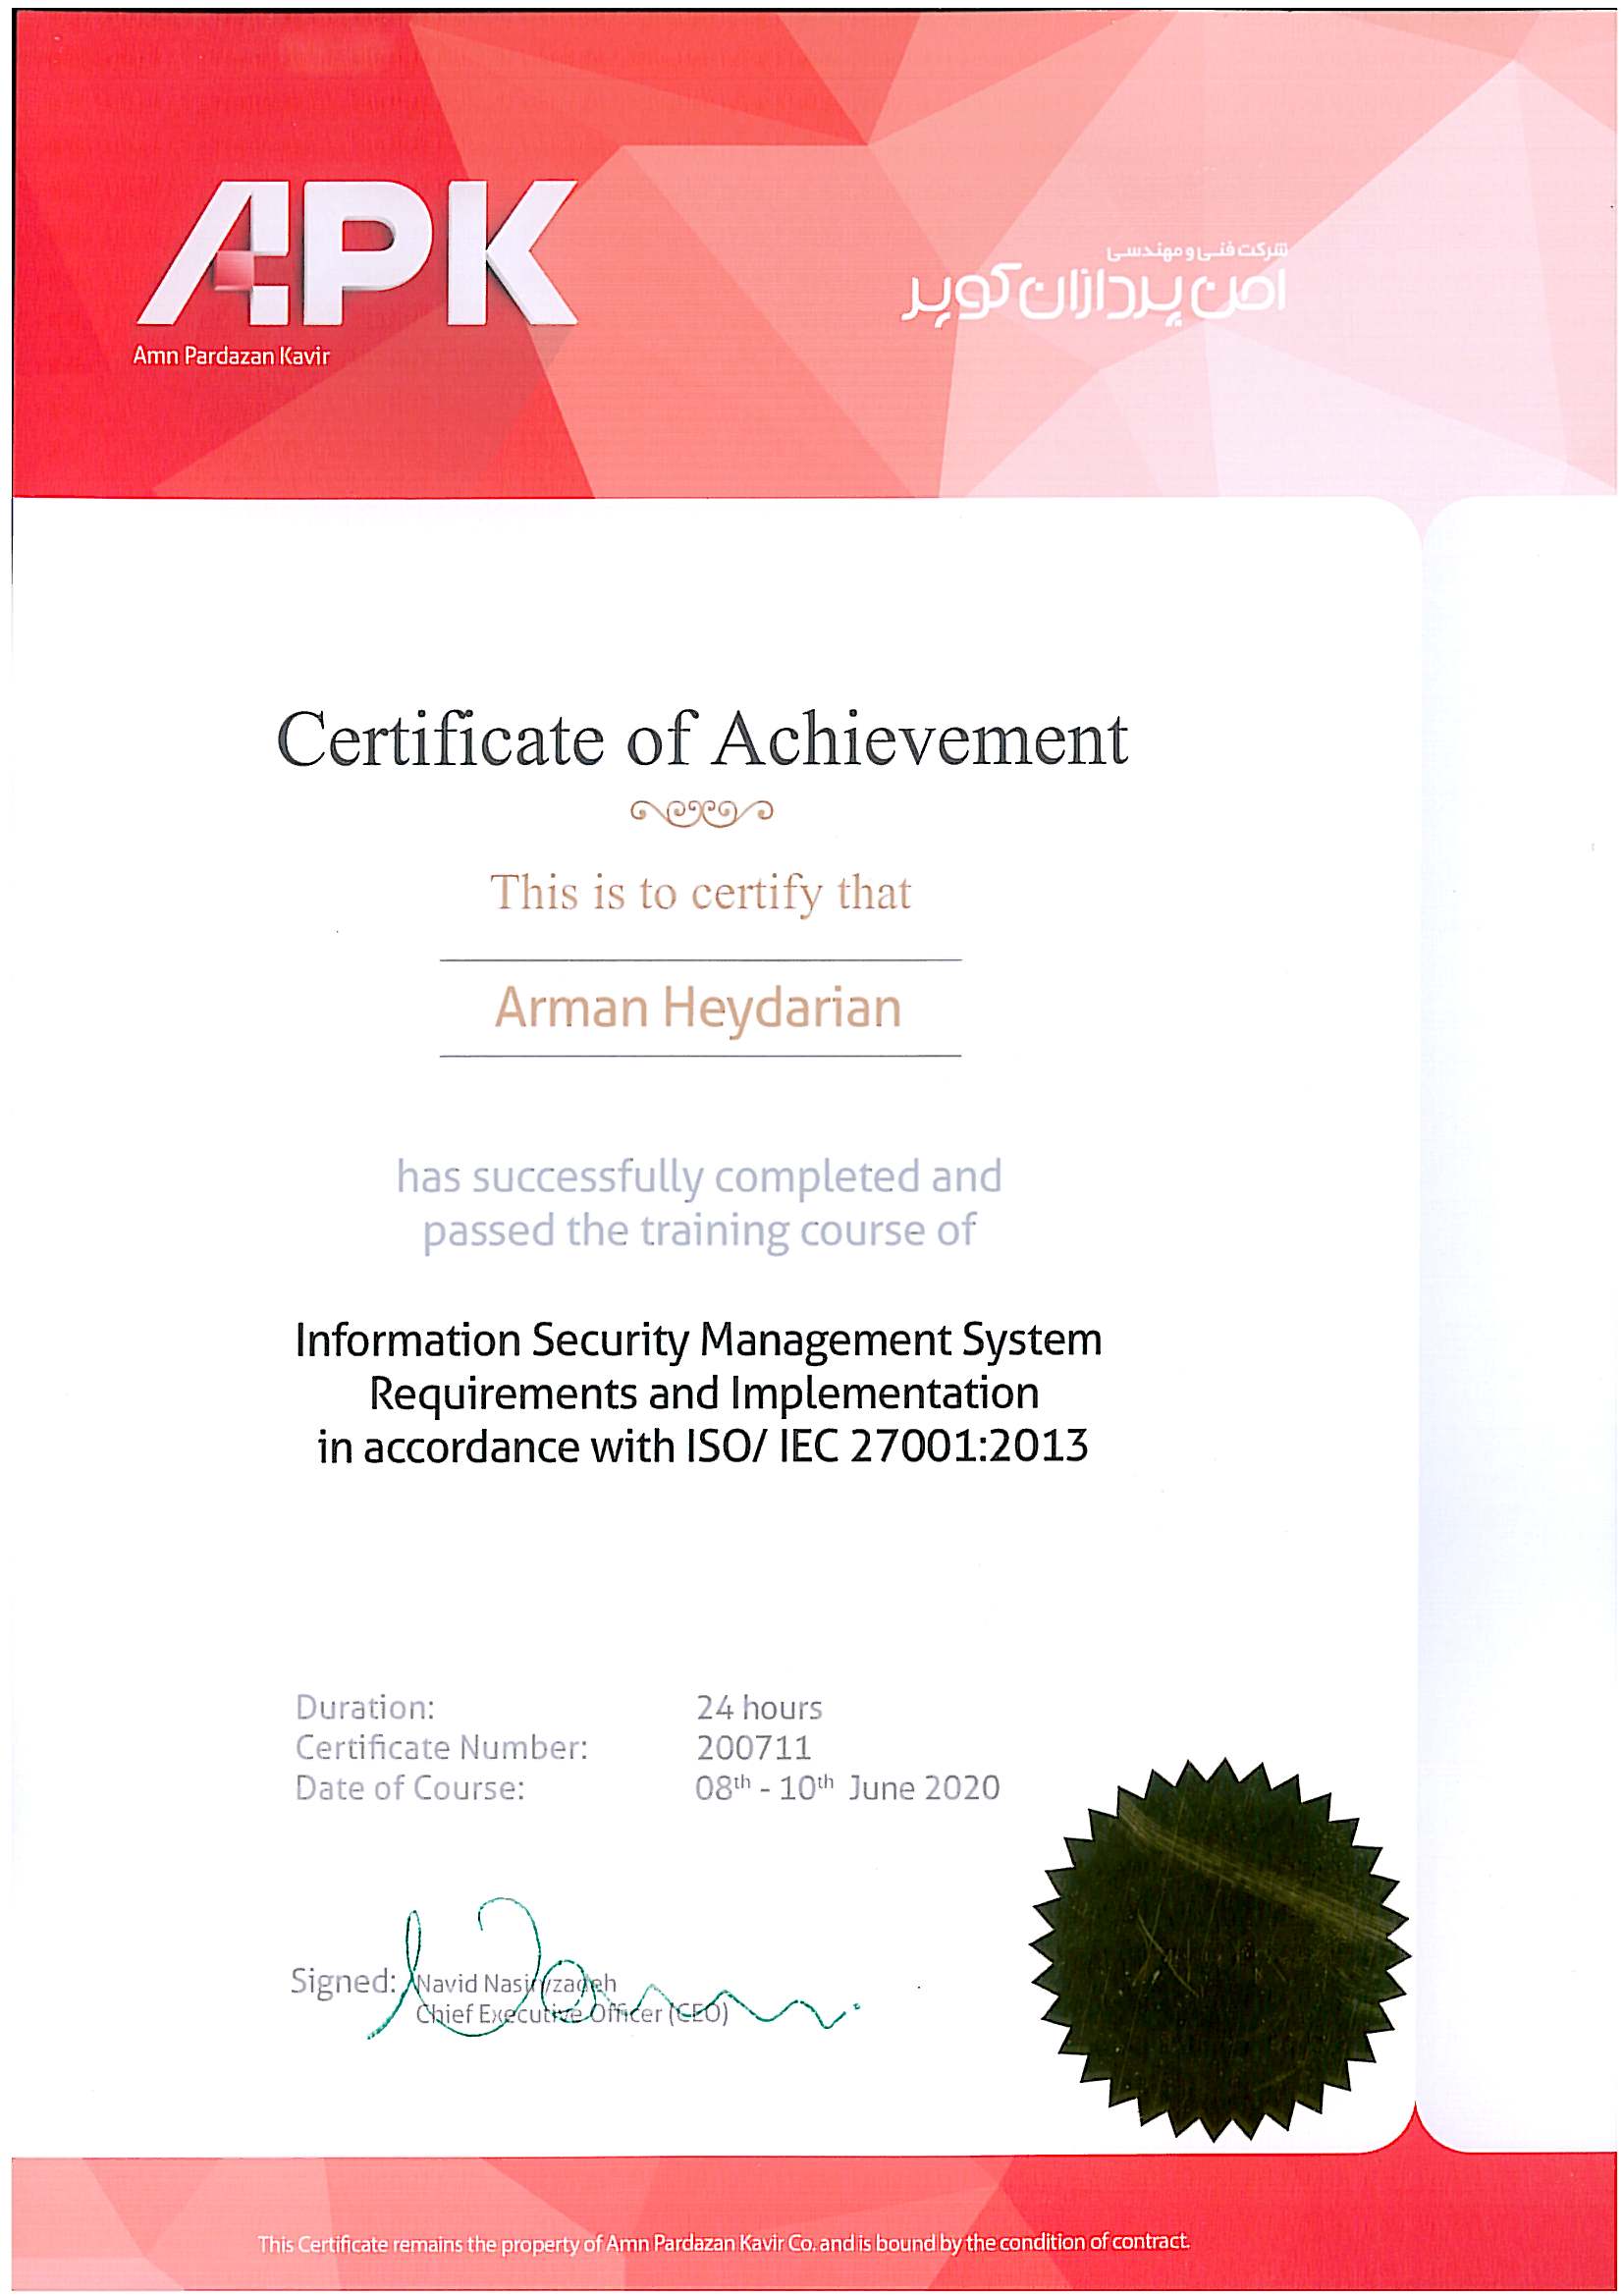 APK
Amn Pardazan Kavir
شرکت فنی و مهندسی
امن پردازان کویر
Certificate of Achievement
This is to certify that
Arman Heydarian
has successfully completed and
passed the training course of
Information Security Management System
Requirements and Implementation
in accordance with ISO/ IEC 27001:2013
Duration: 24 hours
Certificate Number: 200711
Date of Course: 08th - 10th June 2020
Signed: Navid Nasiryzadeh
Chief Executive Officer (CEO)
This Certificate remains the property of Amn Pardazan Kavir Co. and is bound by the condition of contract.